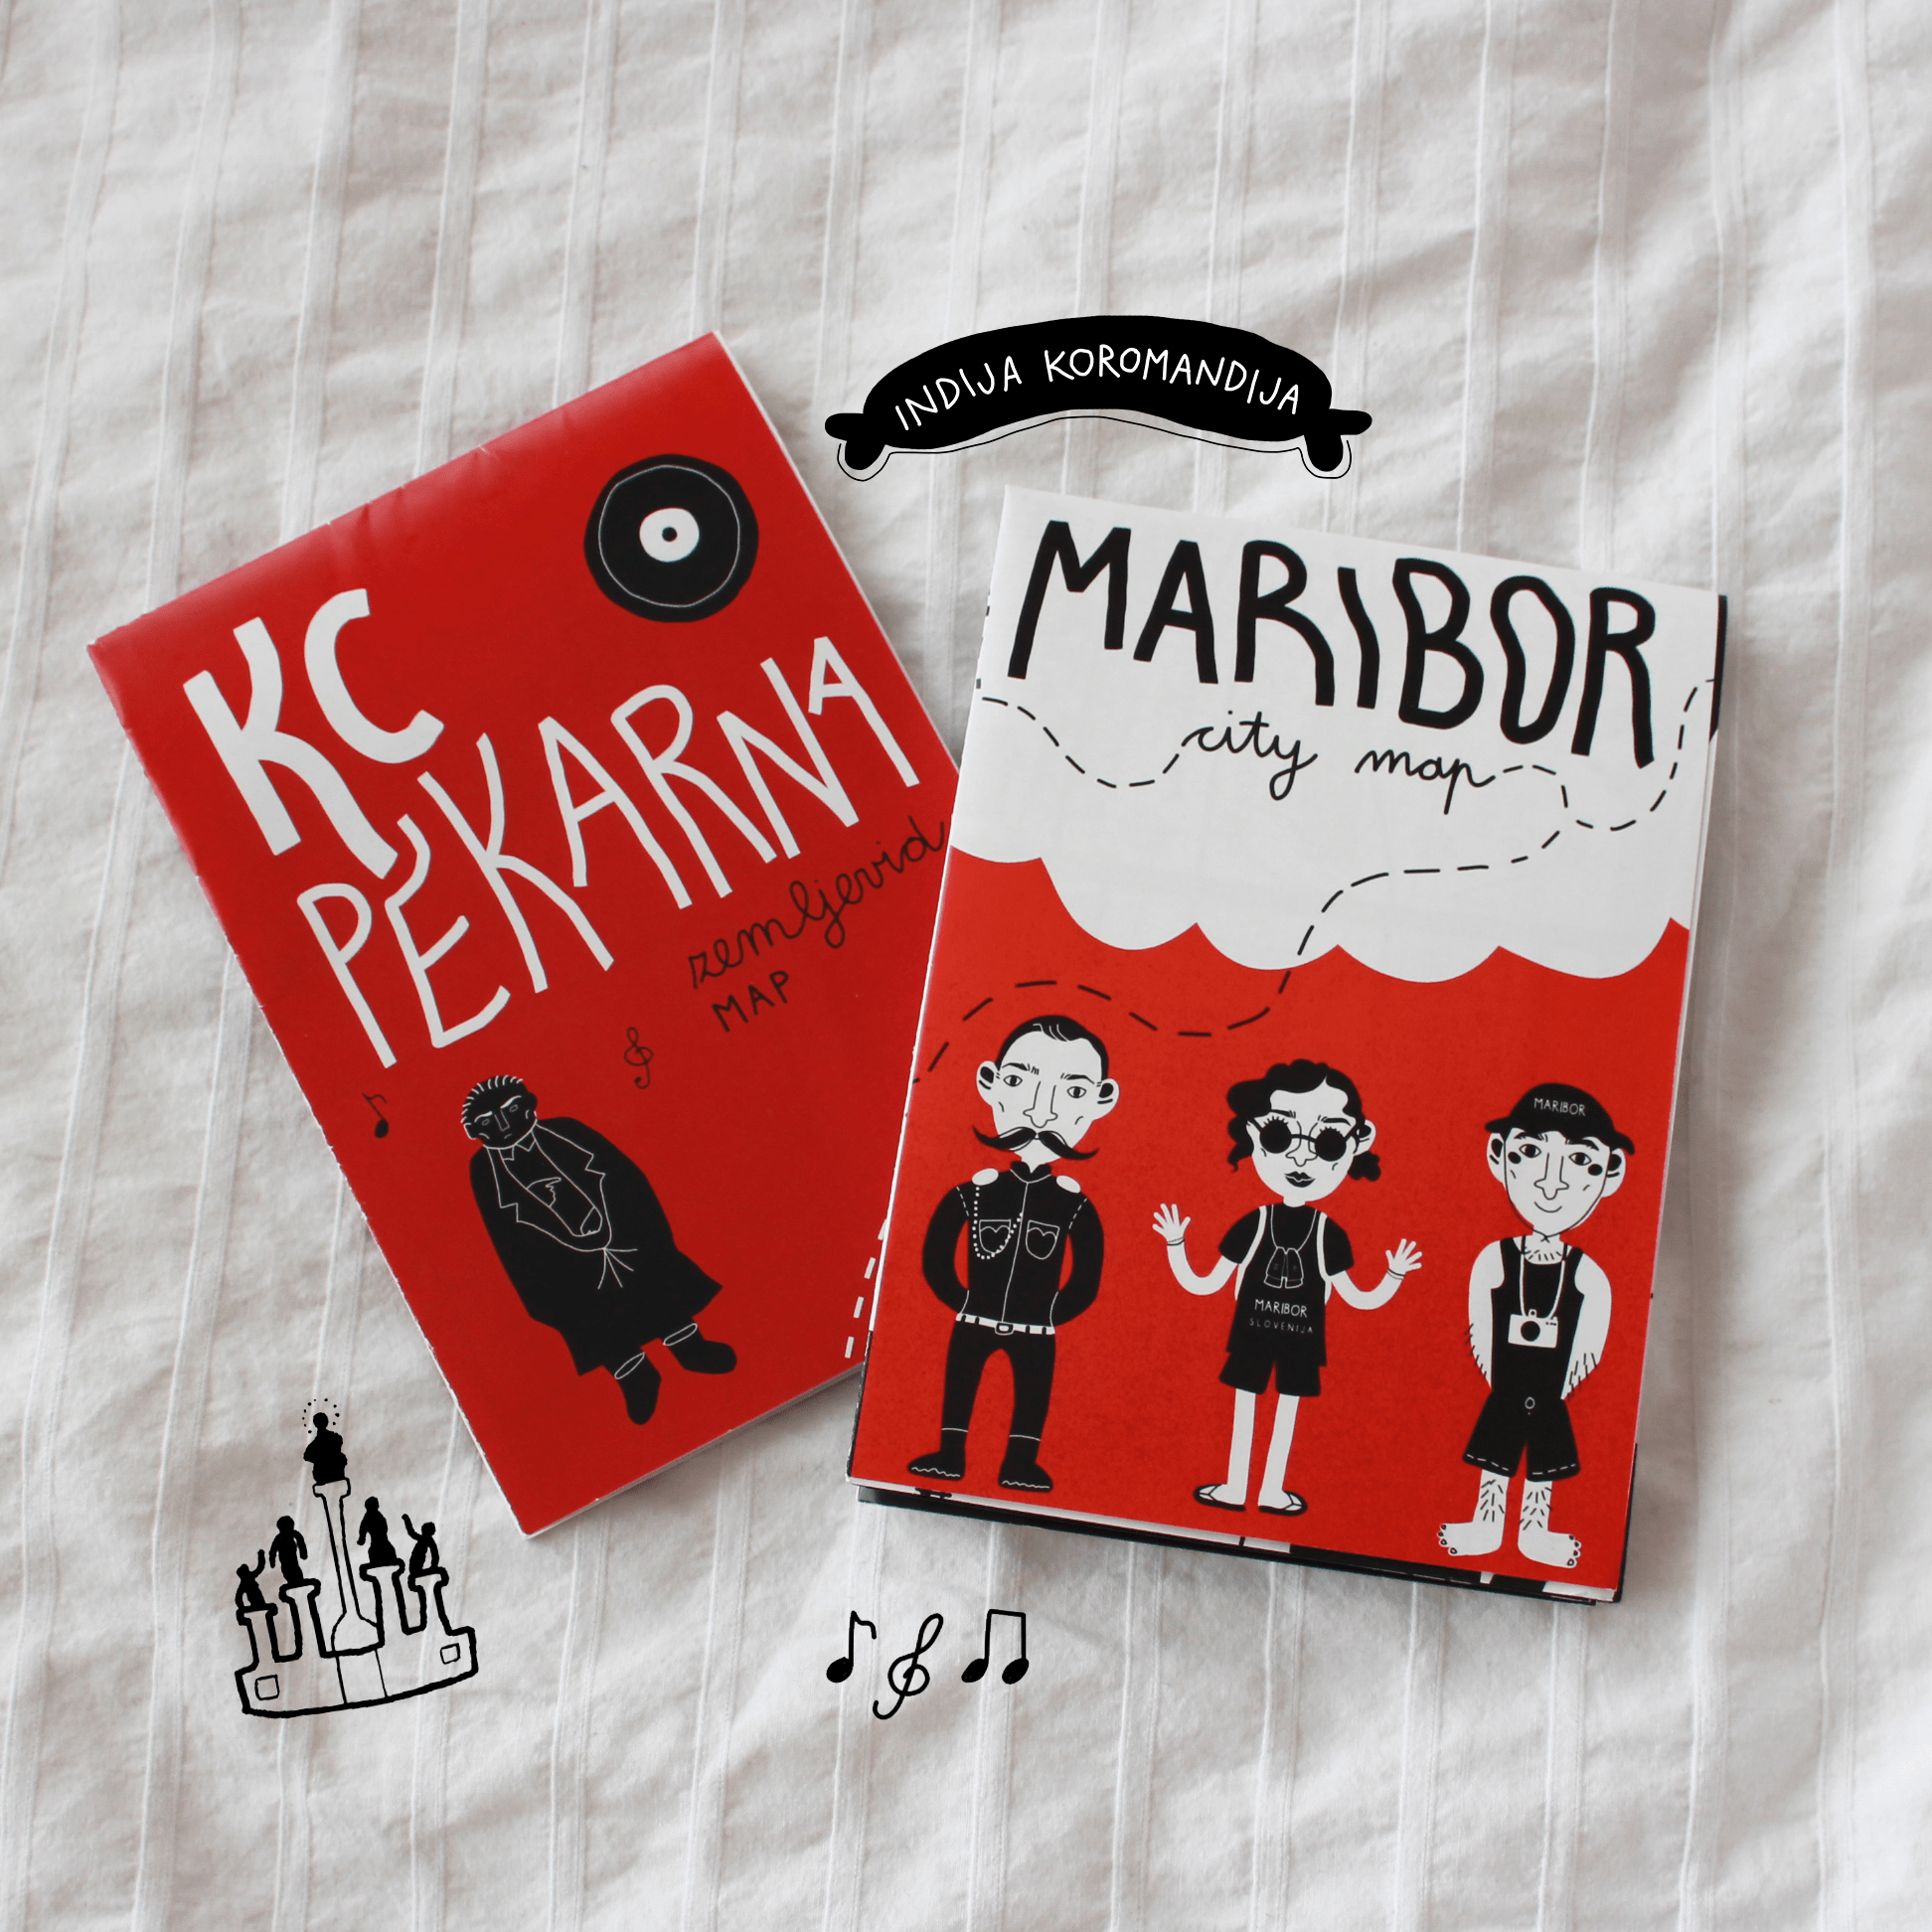 INDIJA KOROMANDIJA
KC
PEKARNA
zemljevid
MAP
MARIBOR
city map
MARIBOR
MARIBOR
SLOVENIJA